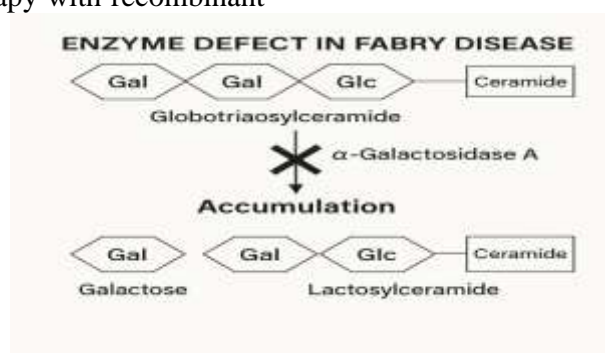 apy with recombinant
ENZYME DEFECT IN FABRY DISEASE
Gal Gal Glc Ceramide
Globotriaosylceramide
α-Galactosidase A
Accumulation
Gal Gal Glc Ceramide
Galactose Lactosylceramide